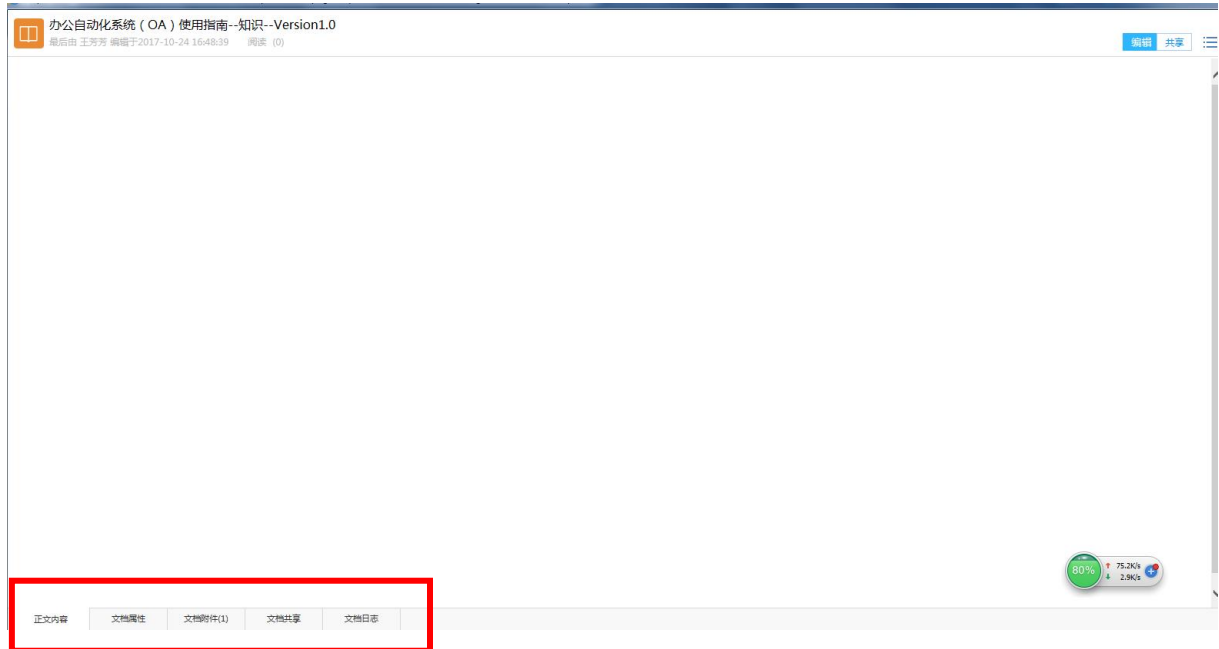 办公自动化系统（OA）使用指南--知识--Version1.0
最后由 王芳芳 编辑于2017-10-24 16:48:39 阅读 (0)
编辑 共享
80% 75.2K/s
2.9K/s
正文内容 文档属性 文档附件(1) 文档共享 文档日志